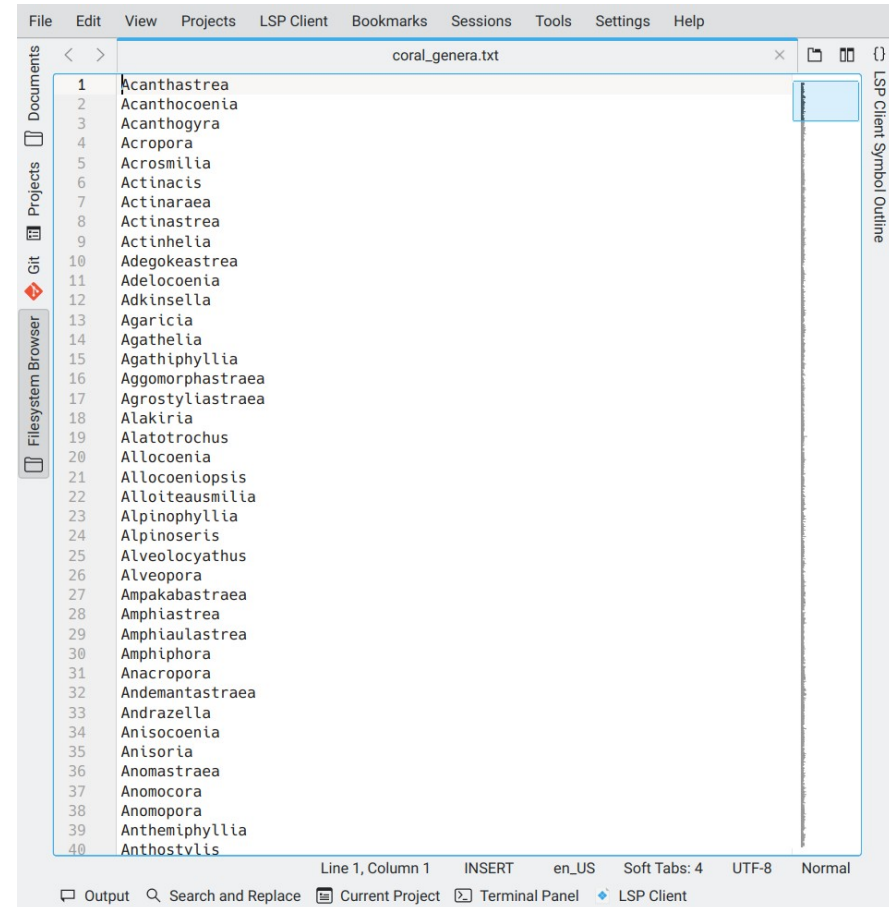 File Edit View Projects LSP Client Bookmarks Sessions Tools Settings Help
coral_genera.txt
Documents
Projects
Git
Filesystem Browser
1 Acanthastrea
2 Acanthocoenia
3 Acanthogyra
4 Acropora
5 Acrosmilia
6 Actinacis
7 Actinaraea
8 Actinastrea
9 Actinhelia
10 Adegokeastrea
11 Adelocoenia
12 Adkinsella
13 Agaricia
14 Agathelia
15 Agathiphyllia
16 Aggomorphastraea
17 Agrostyliastraea
18 Alakiria
19 Alatotrochus
20 Allocoenia
21 Allocoeniopsis
22 Alloiteausmilia
23 Alpinophyllia
24 Alpinoseris
25 Alveolocyathus
26 Alveopora
27 Ampakabastraea
28 Amphiastrea
29 Amphiaulastrea
30 Amphiphora
31 Anacropora
32 Andemantastraea
33 Andrazella
34 Anisocoenia
35 Anisoria
36 Anomastraea
37 Anomocora
38 Anomopora
39 Anthemiphyllia
40 Anthostylis
{} LSP Client Symbol Outline
Line 1, Column 1 INSERT en_US Soft Tabs: 4 UTF-8 Normal
Output Search and Replace Current Project Terminal Panel LSP Client